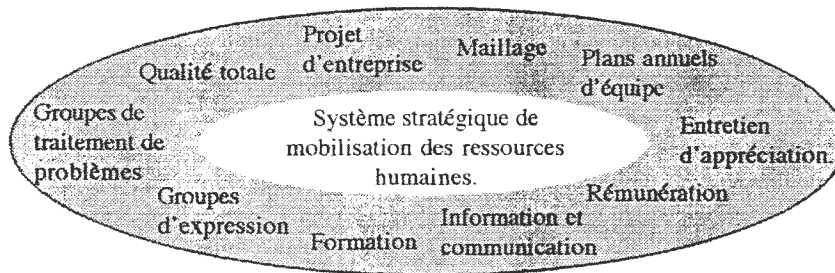 Projet
d'entreprise
Maillage
Plans annuels
d'équipe
Entretien
d'appréciation.
Rémunération
Information et
communication
Formation
Groupes
d'expression
Groupes de
traitement de
problèmes
Qualité totale
Système stratégique de
mobilisation des ressources
humaines.